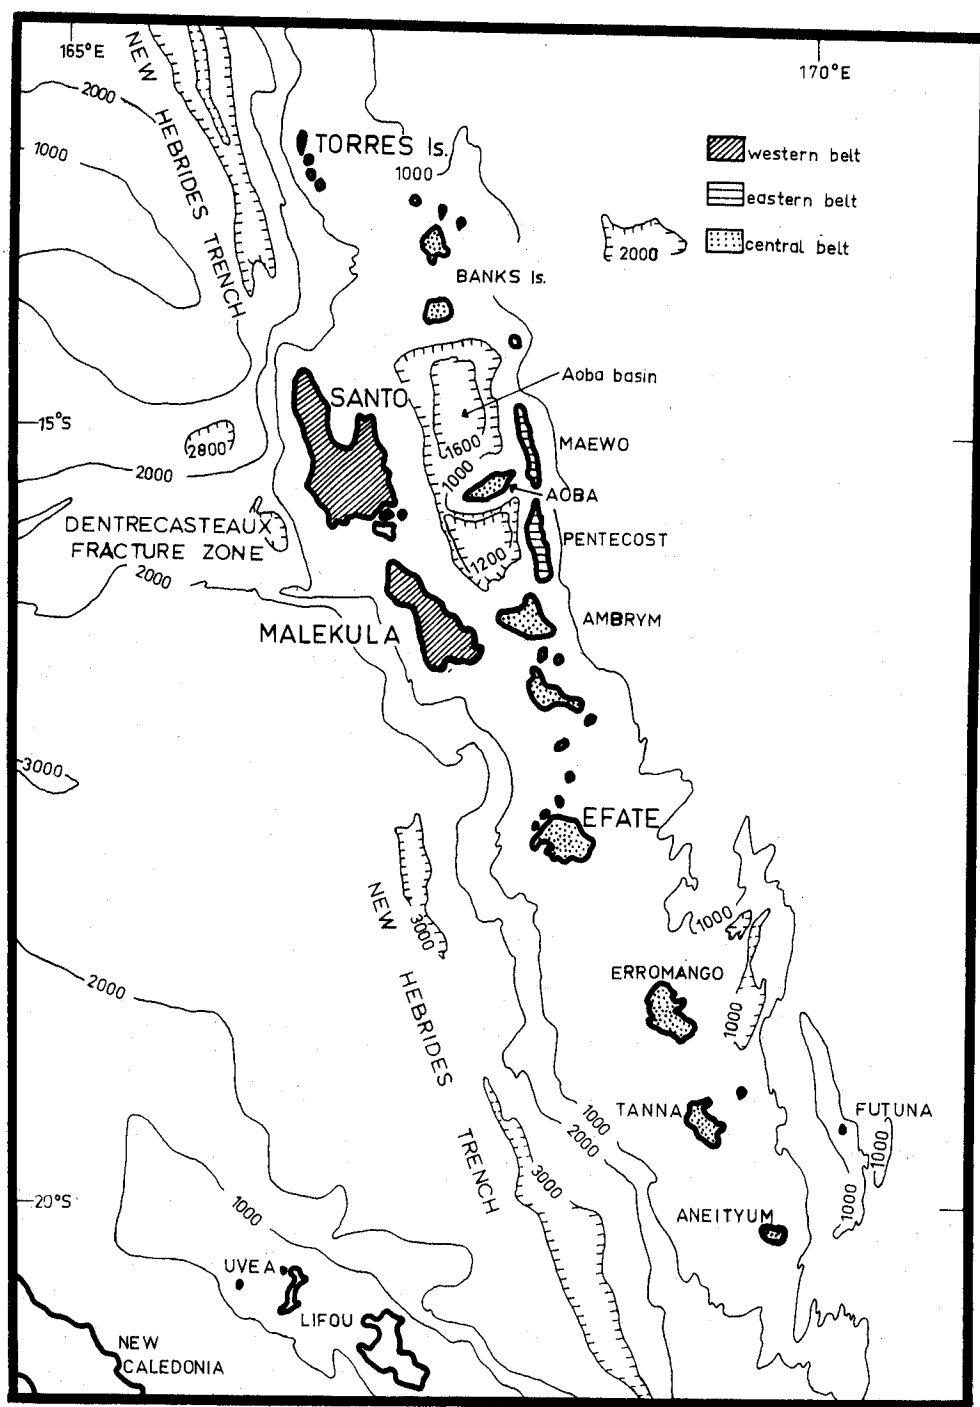 165°E
170°E
NEW HEBRIDES TRENCH
2000
1000
TORRES Is.
1000
western belt
eastern belt
central belt
2000
BANKS Is.
Aoba basin
SANTO
15°S
2800
2000
1600
1000
MAEWO
AOBA
DENTRECASTEAUX
FRACTURE ZONE
PENTECOST
1200
2000
MALEKULA
AMBRYM
3000
EFATE
NEW HEBRIDES TRENCH
3000
1000
2000
ERROMANGO
1000
1000
2000
TANNA
FUTUNA
1000
3000
1000
20°S
1000
ANEITYUM
UVEA
LIFOU
NEW
CALEDONIA